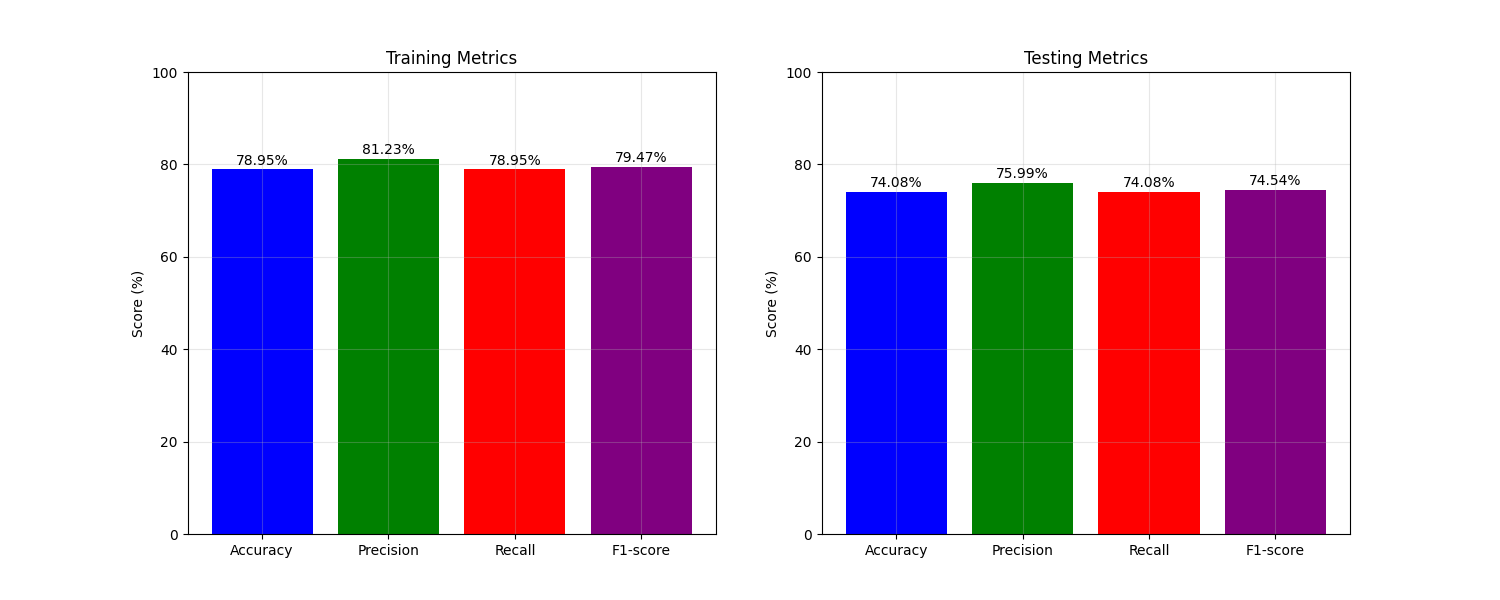 Training Metrics
100
80
60
40
20
0
Score (%)
78.95%
81.23%
78.95%
79.47%
Accuracy
Precision
Recall
F1-score
Testing Metrics
100
80
60
40
20
0
Score (%)
74.08%
75.99%
74.08%
74.54%
Accuracy
Precision
Recall
F1-score